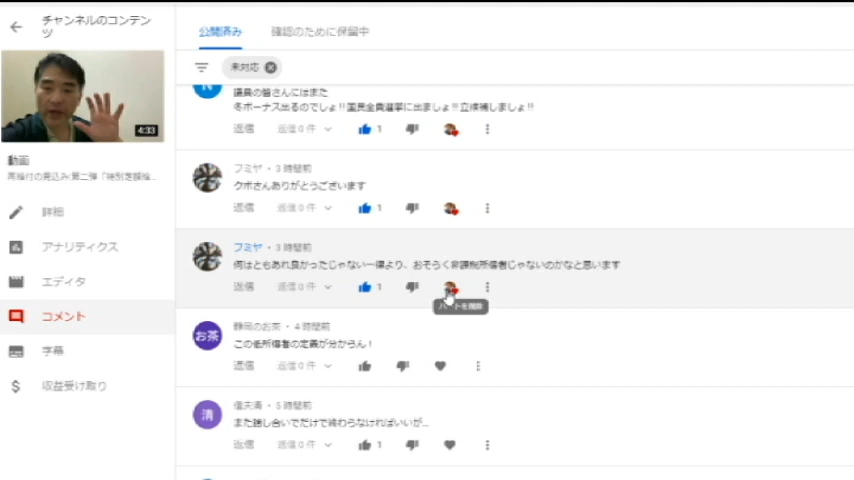 チャンネルのコンテン
ツ
4:33
動画
詳細
アナリティクス
エディタ
コメント
字幕
収益受け取り
公開済み
確認のために保留中
未対応
議員の皆さんにはまた
冬ボーナス出るのでしょ!!国民全員選挙に出ましょ!!立候補しましょ!!
返信
返信0件
1
フミヤ・3時間前
クボさんありがとうございます
返信
返信0件
1
フミヤ・3時間前
何はともあれ良かったじゃない一律より、おそらく非課税所得者じゃないのかなと思います
返信
返信0件
1
ハートを削除
お茶
静岡のお茶・4時間前
この低所得者の定義が分からん!
返信
返信0件
清
5時間前
また話し合いでだけで終わらなければいいが...
返信
返信0件
1